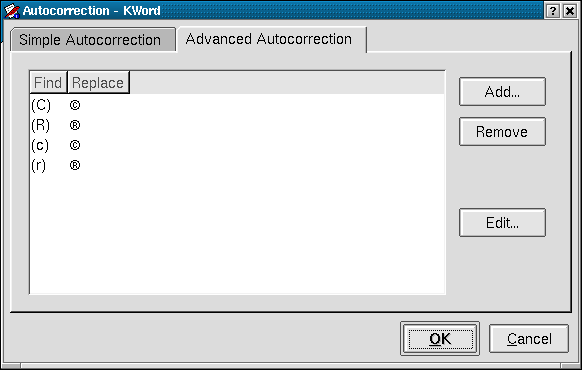 Autocorrection - KWord
Simple Autocorrection Advanced Autocorrection
Find Replace
(C) ©
(R) ®
(c) ©
(r) ®
Add...
Remove
Edit...
OK Cancel